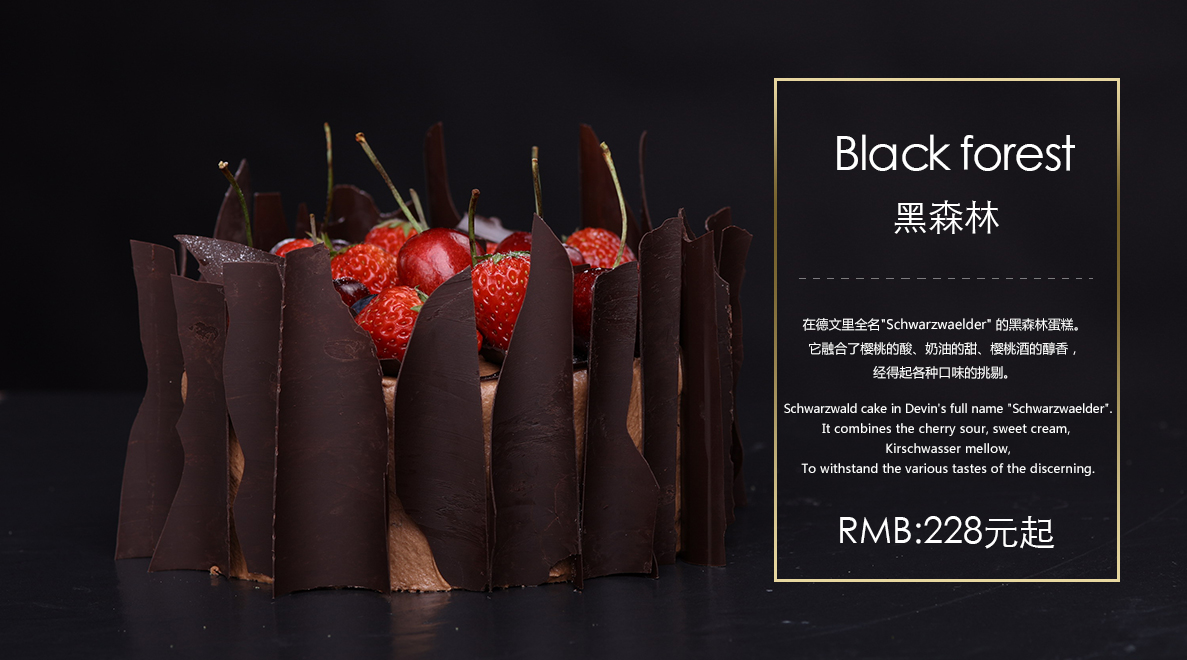 Black forest
黑森林
在德文里全名"Schwarzwaelder" 的黑森林蛋糕。
它融合了樱桃的酸、奶油的甜、樱桃酒的醇香，
经得起各种口味的挑剔。
Schwarzwald cake in Devin's full name "Schwarzwaelder".
It combines the cherry sour, sweet cream,
Kirschwasser mellow,
To withstand the various tastes of the discerning.
RMB:228元起